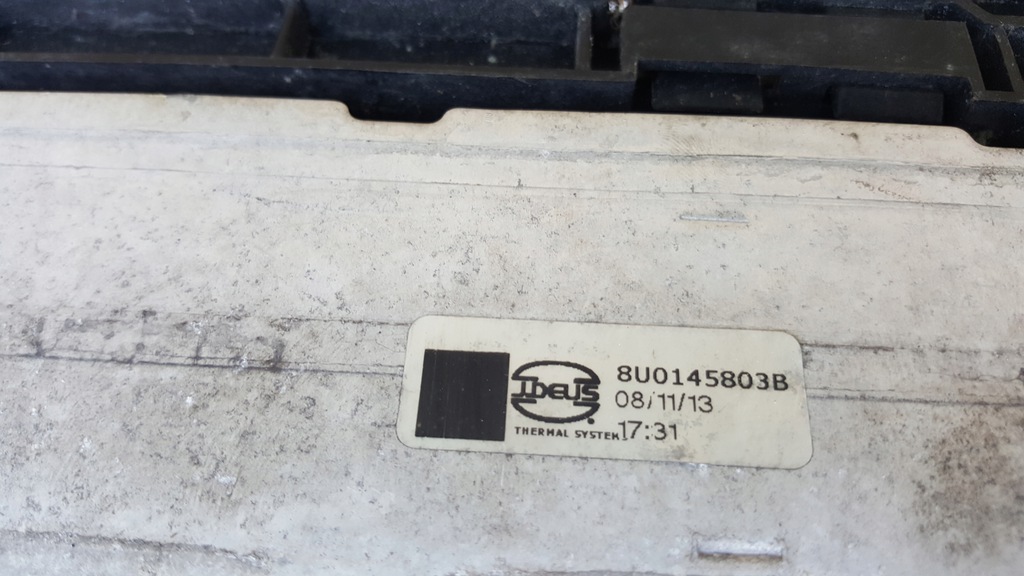 8U0145803B
IDEUS
08/11/13
THERMAL SYSTEM
17:31